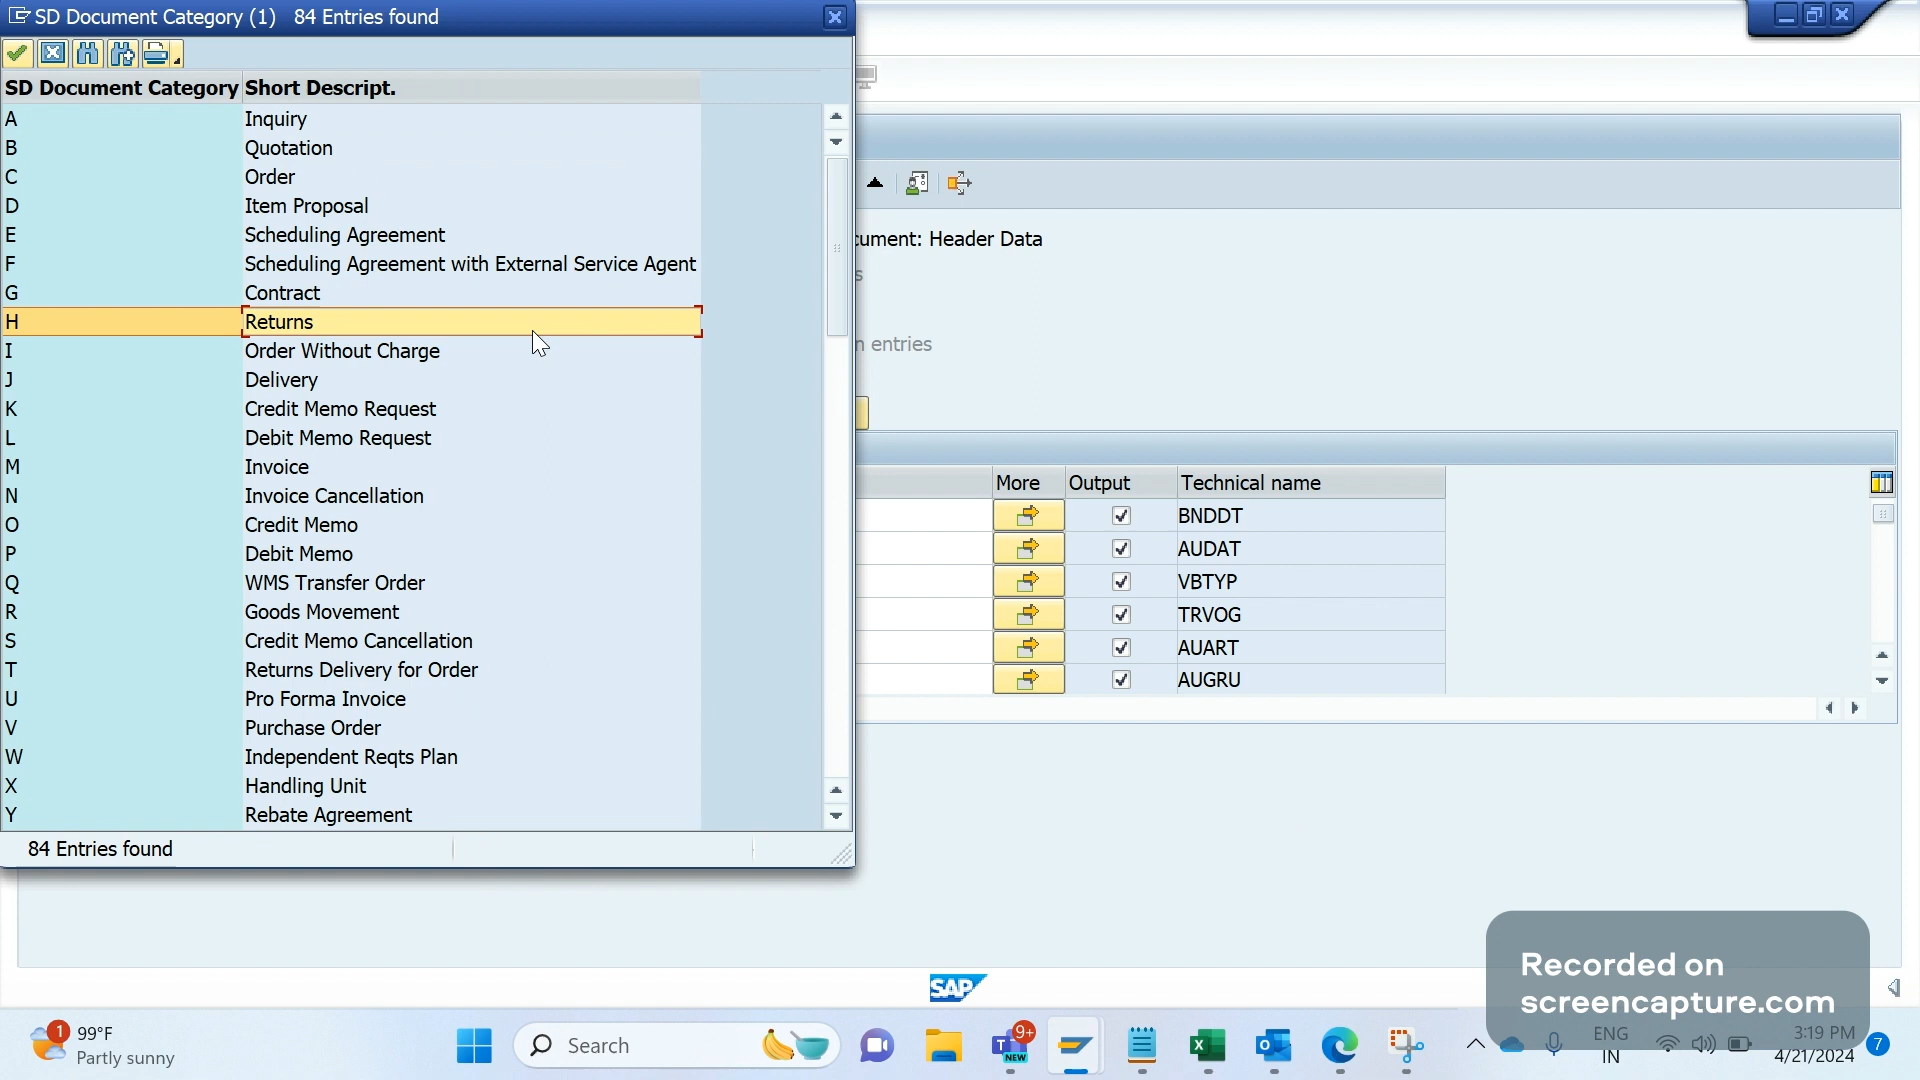 SD Document Category (1) 84 Entries found
SD Document Category Short Descript.
A Inquiry
B Quotation
C Order
D Item Proposal
E Scheduling Agreement
F Scheduling Agreement with External Service Agent
G Contract
H Returns
I Order Without Charge
J Delivery
K Credit Memo Request
L Debit Memo Request
M Invoice
N Invoice Cancellation
O Credit Memo
P Debit Memo
Q WMS Transfer Order
R Goods Movement
S Credit Memo Cancellation
T Returns Delivery for Order
U Pro Forma Invoice
V Purchase Order
W Independent Reqts Plan
X Handling Unit
Y Rebate Agreement
84 Entries found
cument: Header Data
s
n entries
More Output Technical name
BNDDT
AUDAT
VBTYP
TRVOG
AUART
AUGRU
SAP
Recorded on
screencapture.com
1 99°F
Partly sunny
Search
9+
T
NEW
ENG
IN
3:19 PM
4/21/2024
7